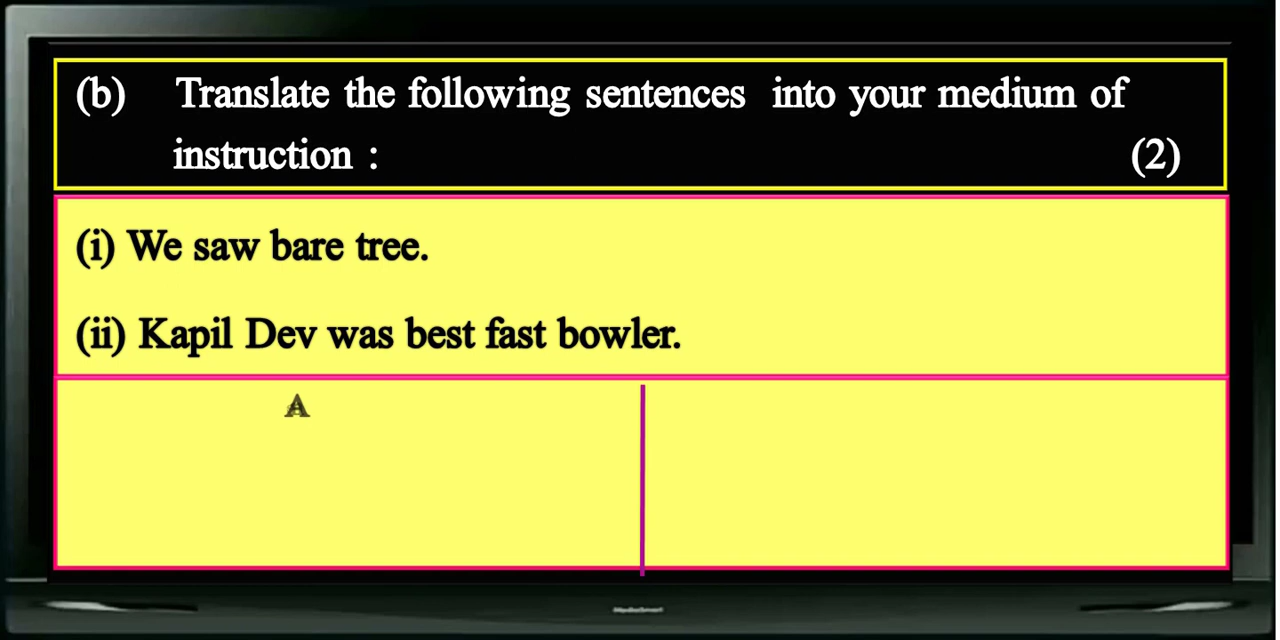 (b) Translate the following sentences into your medium of
instruction : (2)
(i) We saw bare tree.
(ii) Kapil Dev was best fast bowler.
A